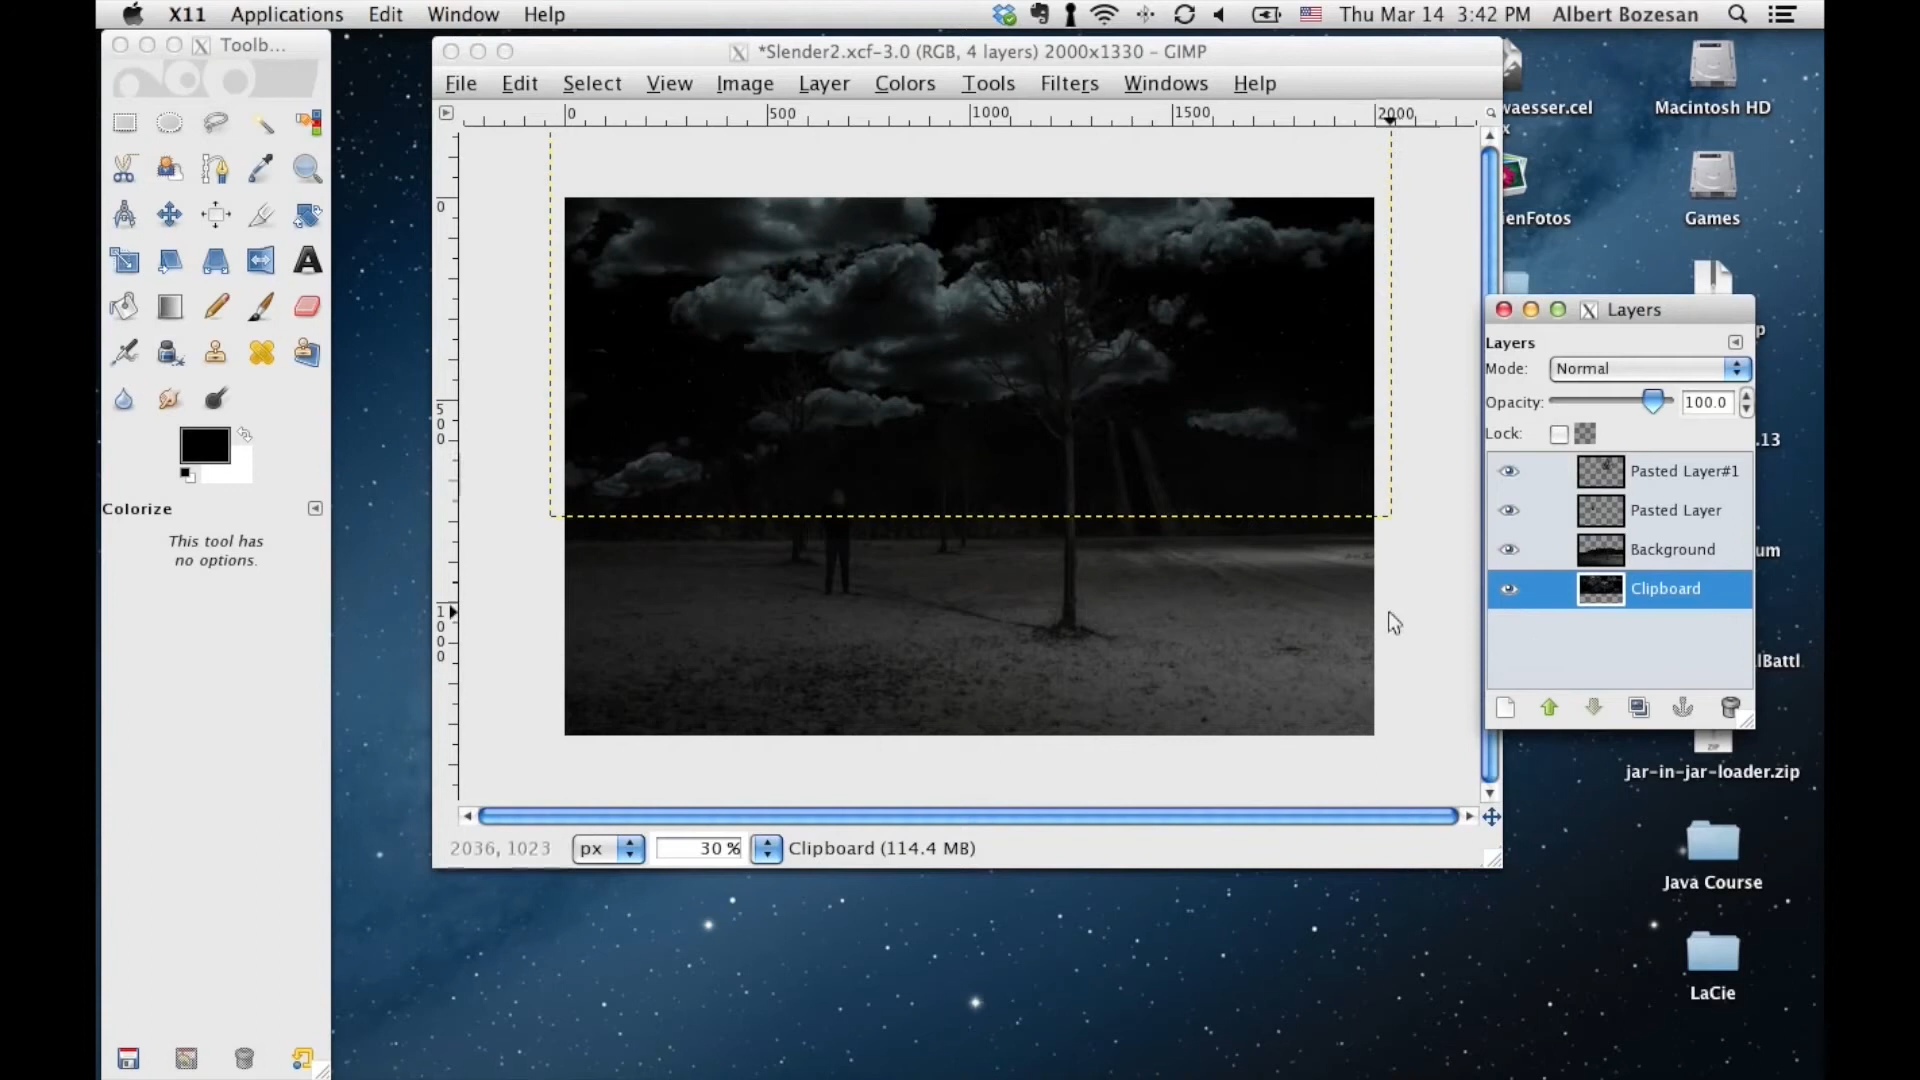 X11 Applications Edit Window Help
Thu Mar 14 3:42 PM Albert Bozesan
Toolb...
*Slender2.xcf-3.0 (RGB, 4 layers) 2000x1330 – GIMP
File Edit Select View Image Layer Colors Tools Filters Windows Help
0 500 1000 1500 2000
0
500
1000
Colorize
This tool has
no options.
2036, 1023 px 30 % Clipboard (114.4 MB)
Layers
Layers
Mode: Normal
Opacity: 100.0
Lock:
Pasted Layer#1
Pasted Layer
Background
Clipboard
waesser.cel
x
Macintosh HD
ienFotos
Games
p
.13
um
lBattl
ZIP
jar-in-jar-loader.zip
Java Course
LaCie